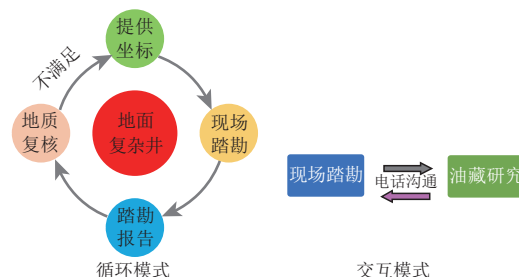 提供
坐标
不满足
地质
复核
地面
复杂井
现场
踏勘
踏勘
报告
循环模式
现场踏勘
电话沟通
油藏研究
交互模式